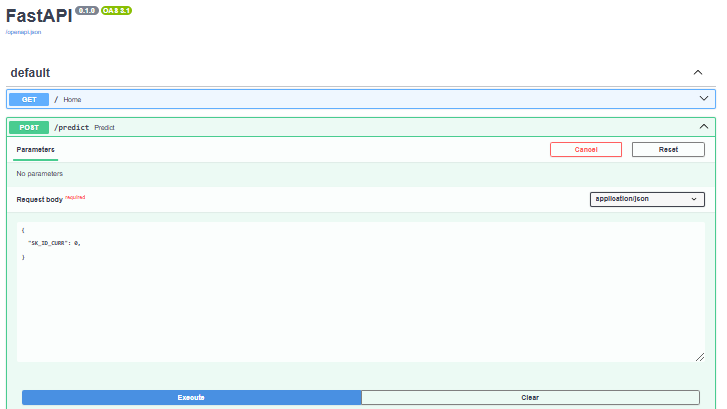 FastAPI 0.1.0 OAS 3.1
/openapi.json
default
GET / Home
POST /predict Predict
Parameters Cancel Reset
No parameters
Request body required application/json
{
"SK_ID_CURR": 0,
}
Execute Clear